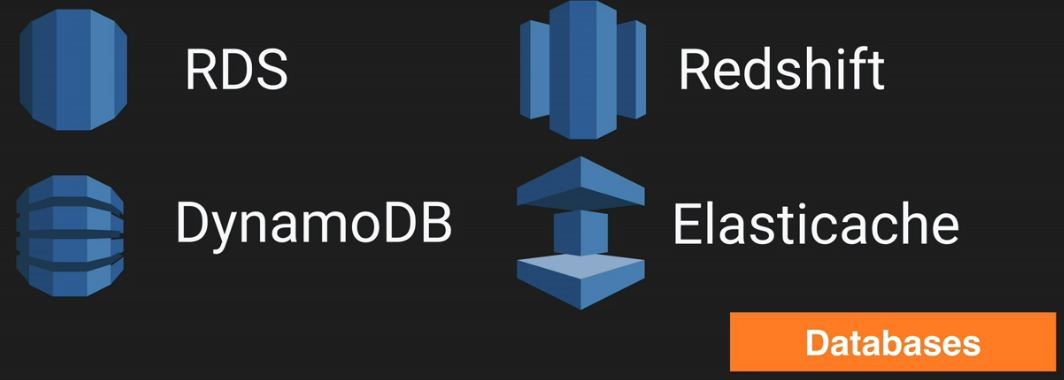 RDS
Redshift
DynamoDB
Elasticache
Databases